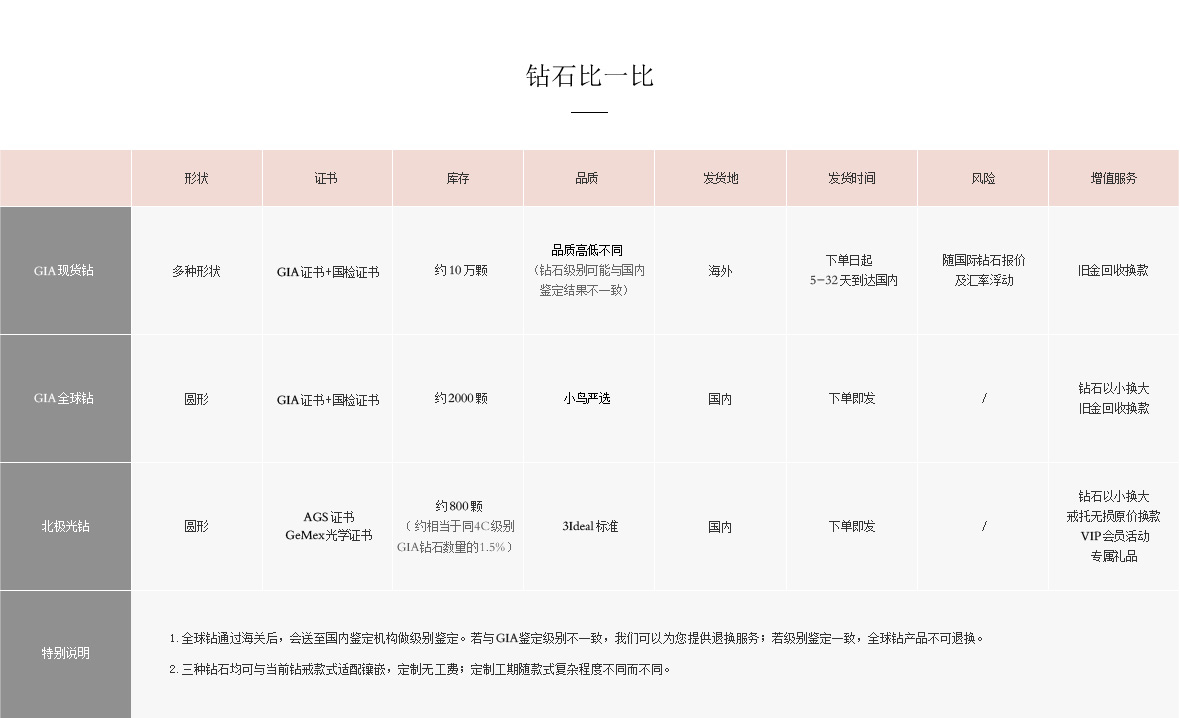 钻石比一比
形状 证书 库存 品质 发货地 发货时间 风险 增值服务
GIA现货钻
多种形状
GIA证书+国检证书
约10万颗
品质高低不同
（钻石级别可能与国内
鉴定结果不一致）
海外
下单日起
5-32天到达国内
随国际钻石报价
及汇率浮动
旧金回收换款
GIA全球钻
圆形
GIA证书+国检证书
约2000颗
小鸟严选
国内
下单即发
/
钻石以小换大
旧金回收换款
北极光钻
圆形
AGS证书
GeMex光学证书
约800颗
（ 约相当于同4C级别
GIA钻石数量的1.5%）
3Ideal标准
国内
下单即发
/
钻石以小换大
戒托无损原价换款
VIP会员活动
专属礼品
特别说明
1. 全球钻通过海关后，会送至国内鉴定机构做级别鉴定。若与GIA鉴定级别不一致，我们可以为您提供退换服务；若级别鉴定一致，全球钻产品不可退换。
2. 三种钻石均可与当前钻戒款式适配镶嵌，定制无工费；定制工期随款式复杂程度不同而不同。